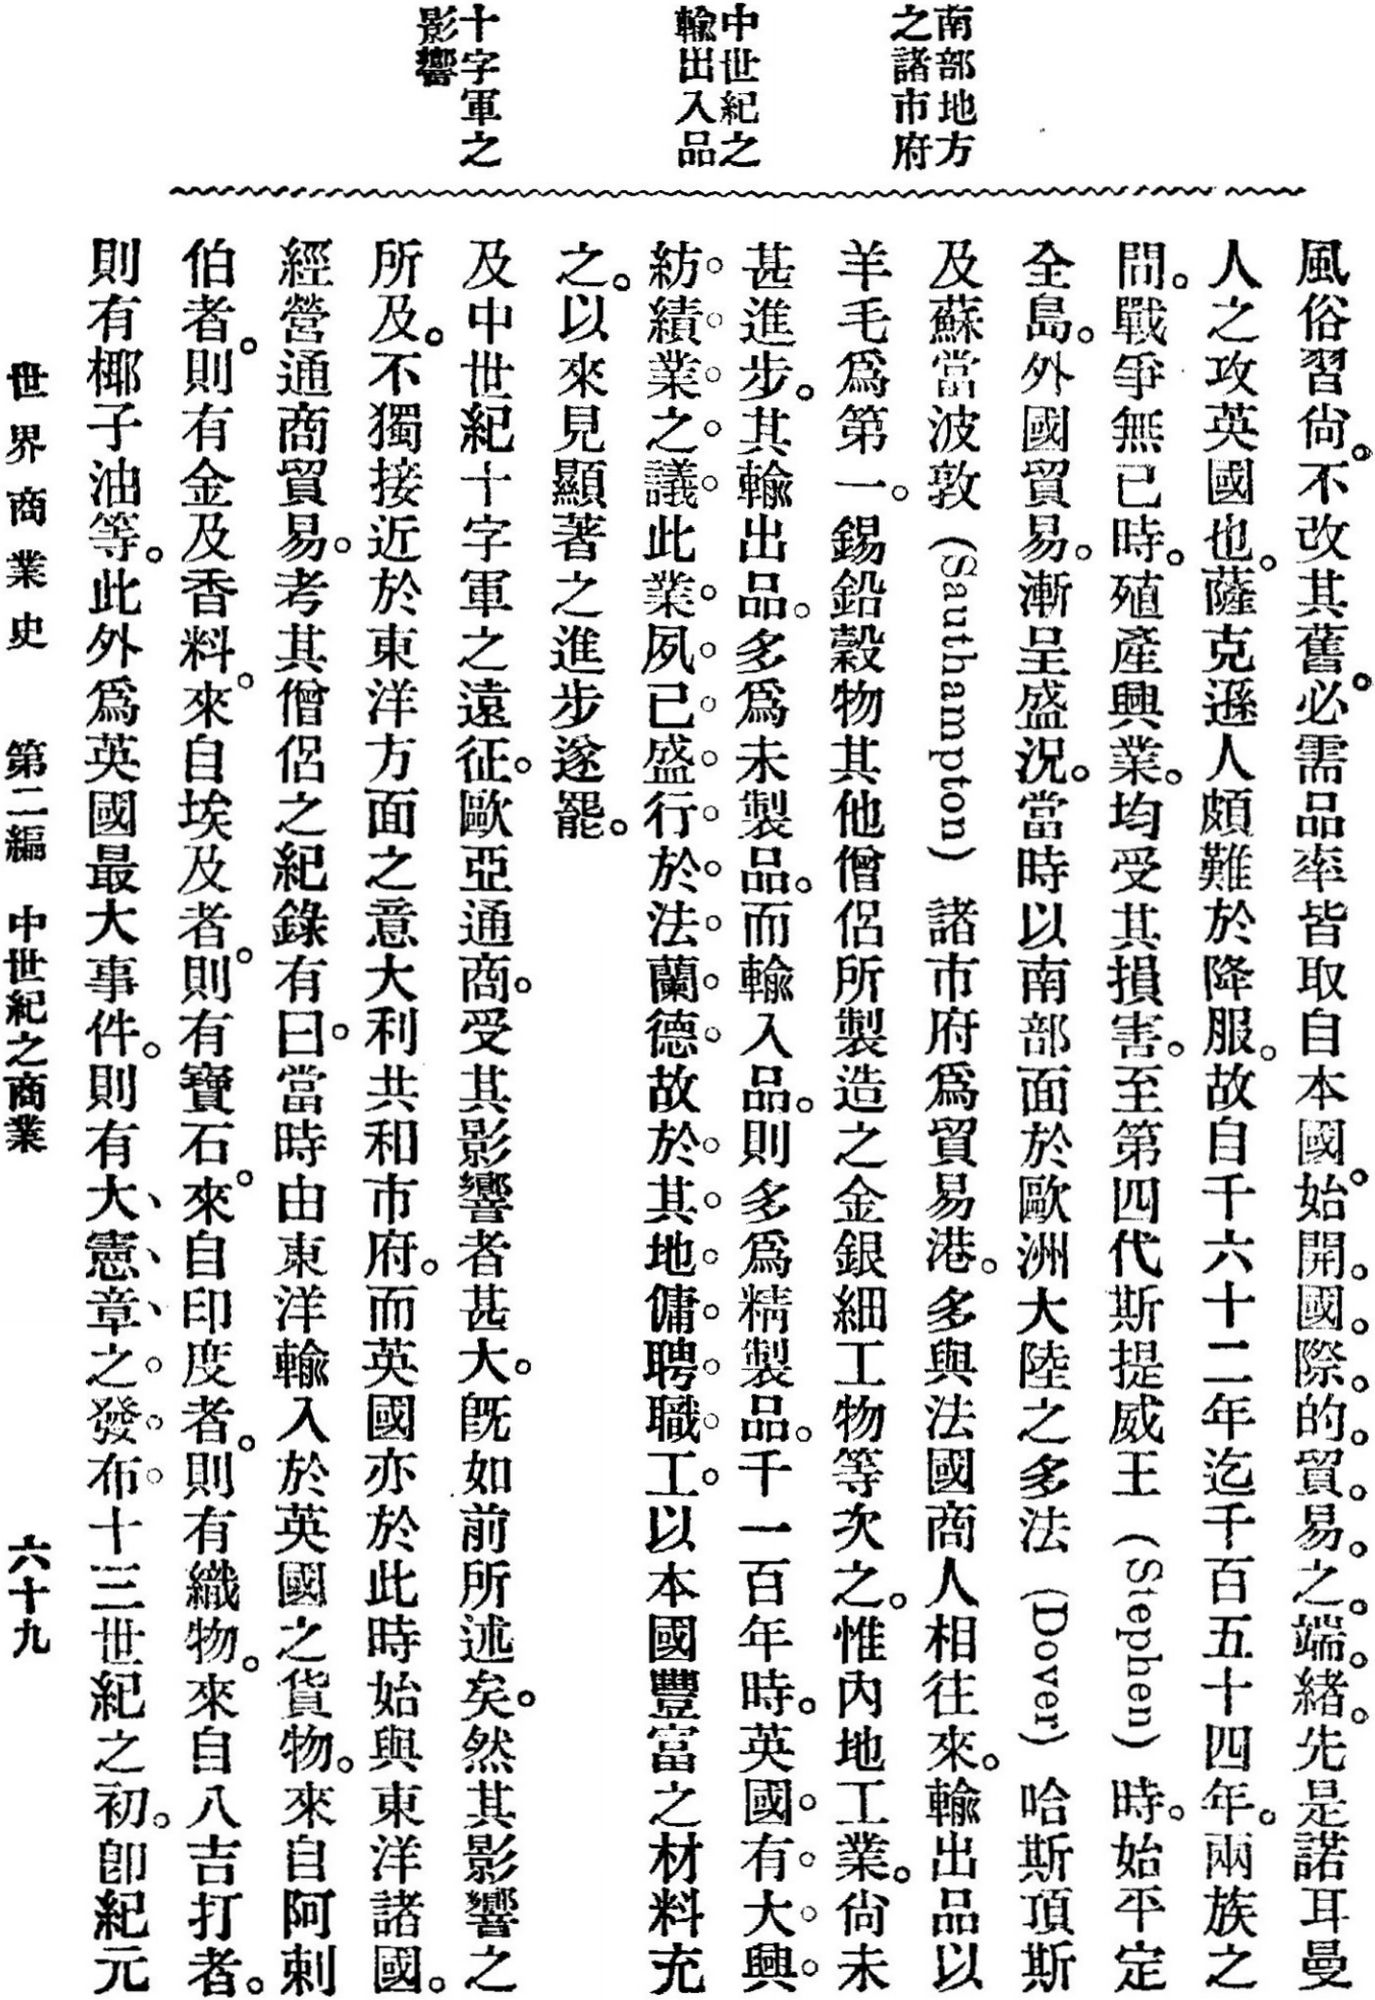 南部地方
之諸市府
中世紀之
輸出入品
十字軍之
影響
風俗習尙。不改其舊。必需品率皆取自本國。始開國際的貿易之端緒。先是諾耳曼
人之攻英國也。薩克遜人頗難於降服。故自千六十二年迄千百五十四年。兩族之
間。戰爭無已時。殖產興業。均受其損害。至第四代斯提威王(Stephen)時。始平定
全島。外國貿易。漸呈盛況。當時以南部面於歐洲大陸之多法(Dover)哈斯頂斯
及蘇當波敦(Sauthampton)諸市府爲貿易港。多與法國商人相往來。輸出品以
羊毛爲第一。錫鉛穀物其他僧侶所製造之金銀細工物等次之。惟內地工業。尙未
甚進步。其輸出品。多爲未製品。而輸入品。則多爲精製品。千一百年時。英國有大興
紡績業之議此業夙已盛行於法蘭德故於其地傭聘職工以本國豐富之材料充
之。以來見顯著之進步遂罷。
及中世紀十字軍之遠征。歐亞通商。受其影響者甚大。旣如前所述矣。然其影響之
所及。不獨接近於東洋方面之意大利共和市府。而英國亦於此時始與東洋諸國。
經營通商貿易。考其僧侶之紀錄有曰。當時由東洋輸入於英國之貨物。來自阿剌
伯者。則有金及香料。來自埃及者。則有寶石。來自印度者。則有織物。來自八吉打者。
則有椰子油等。此外爲英國最大事件。則有大憲章之發布十三世紀之初。卽紀元
世界商業史 第二編 中世紀之商業 六十九